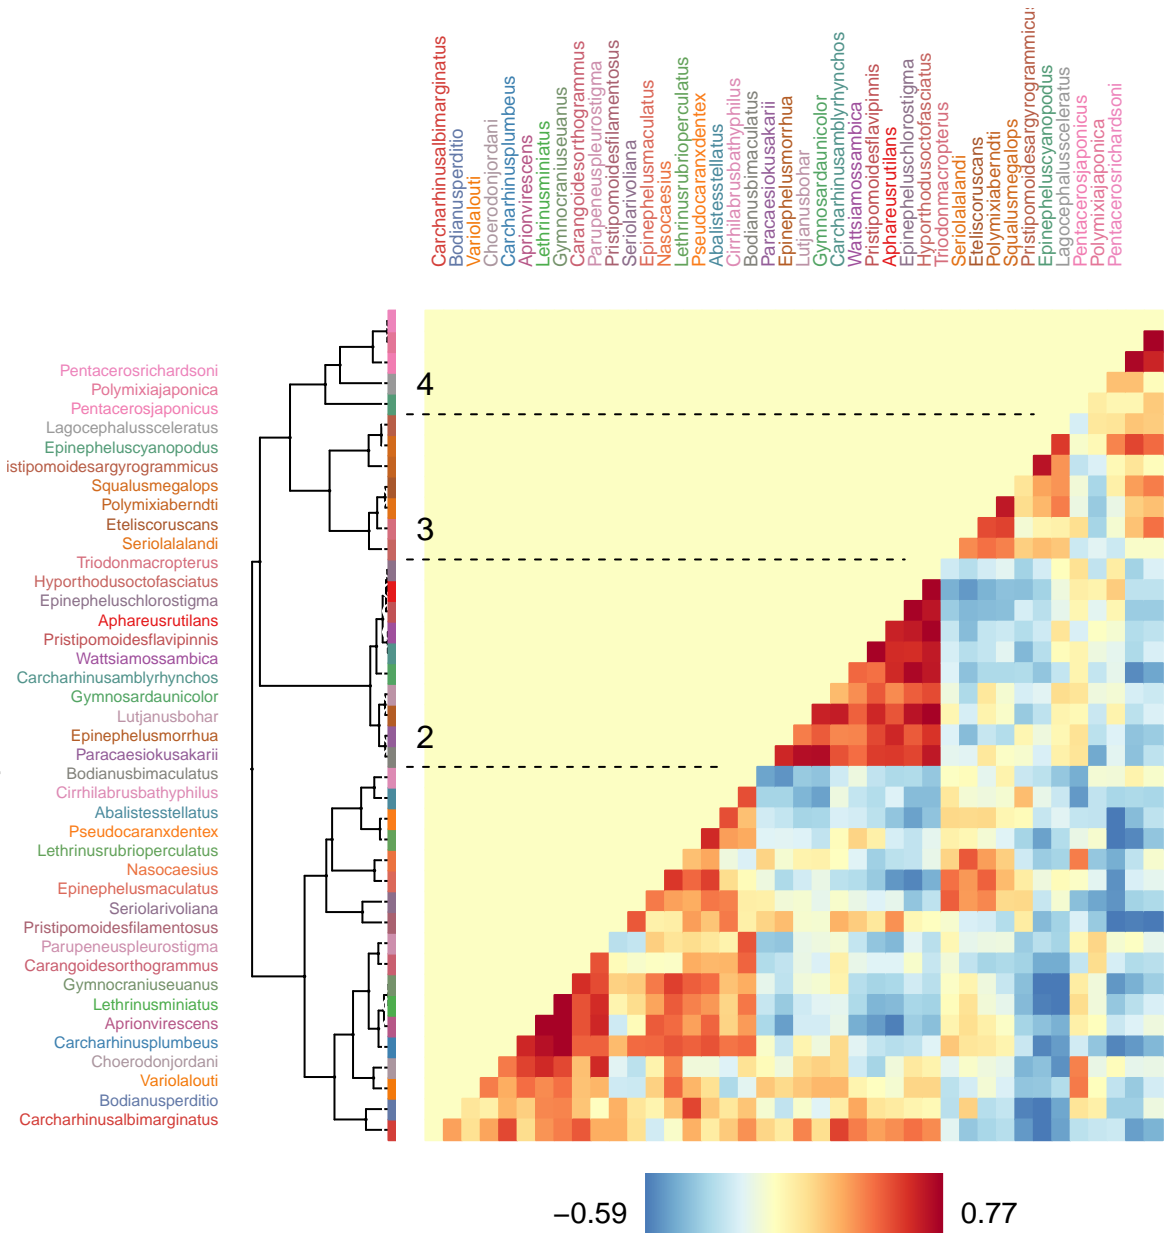 Carcharhinusalbimarginatus
Bodianusperditio
Variolalouti
Choerodonjordani
Carcharhinusplumbeus
Aprionvirescens
Lethrinusminiatus
Gymnocraniuseuanus
Carangoidesorthogrammus
Parupeneuspleurostigma
Pristipomoidesfilamentosus
Seriolarivoliana
Epinephelusmaculatus
Nasocaesius
Lethrinusrubrioperculatus
Pseudocaranxdentex
Abalistesstellatus
Cirrhilabrusbathyphilus
Bodianusbimaculatus
Paracaesiokusakarii
Epinephelusmorrhua
Lutjanusbohar
Gymnosardaunicolor
Carcharhinusamblyrhynchos
Wattsiamossambica
Pristipomoidesflavipinnis
Aphareusrutilans
Epinepheluschlorostigma
Hyporthodusoctofasciatus
Triodonmacropterus
Seriolalalandi
Eteliscoruscans
Polymixiaberndti
Squalusmegalops
Pristipomoidesargyrogrammicus
Epinepheluscyanopodus
Lagocephalussceleratus
Pentacerosjaponicus
Polymixiajaponica
Pentacerosrichardsoni
Pentacerosrichardsoni
Polymixiajaponica
Pentacerosjaponicus
Lagocephalussceleratus
Epinepheluscyanopodus
istipomoidesargyrogrammicus
Squalusmegalops
Polymixiaberndti
Eteliscoruscans
Seriolalalandi
Triodonmacropterus
Hyporthodusoctofasciatus
Epinepheluschlorostigma
Aphareusrutilans
Pristipomoidesflavipinnis
Wattsiamossambica
Carcharhinusamblyrhynchos
Gymnosardaunicolor
Lutjanusbohar
Epinephelusmorrhua
Paracaesiokusakarii
Bodianusbimaculatus
Cirrhilabrusbathyphilus
Abalistesstellatus
Pseudocaranxdentex
Lethrinusrubrioperculatus
Nasocaesius
Epinephelusmaculatus
Seriolarivoliana
Pristipomoidesfilamentosus
Parupeneuspleurostigma
Carangoidesorthogrammus
Gymnocraniuseuanus
Lethrinusminiatus
Aprionvirescens
Carcharhinusplumbeus
Choerodonjordani
Variolalouti
Bodianusperditio
Carcharhinusalbimarginatus
4
3
2
−0.59
0.77